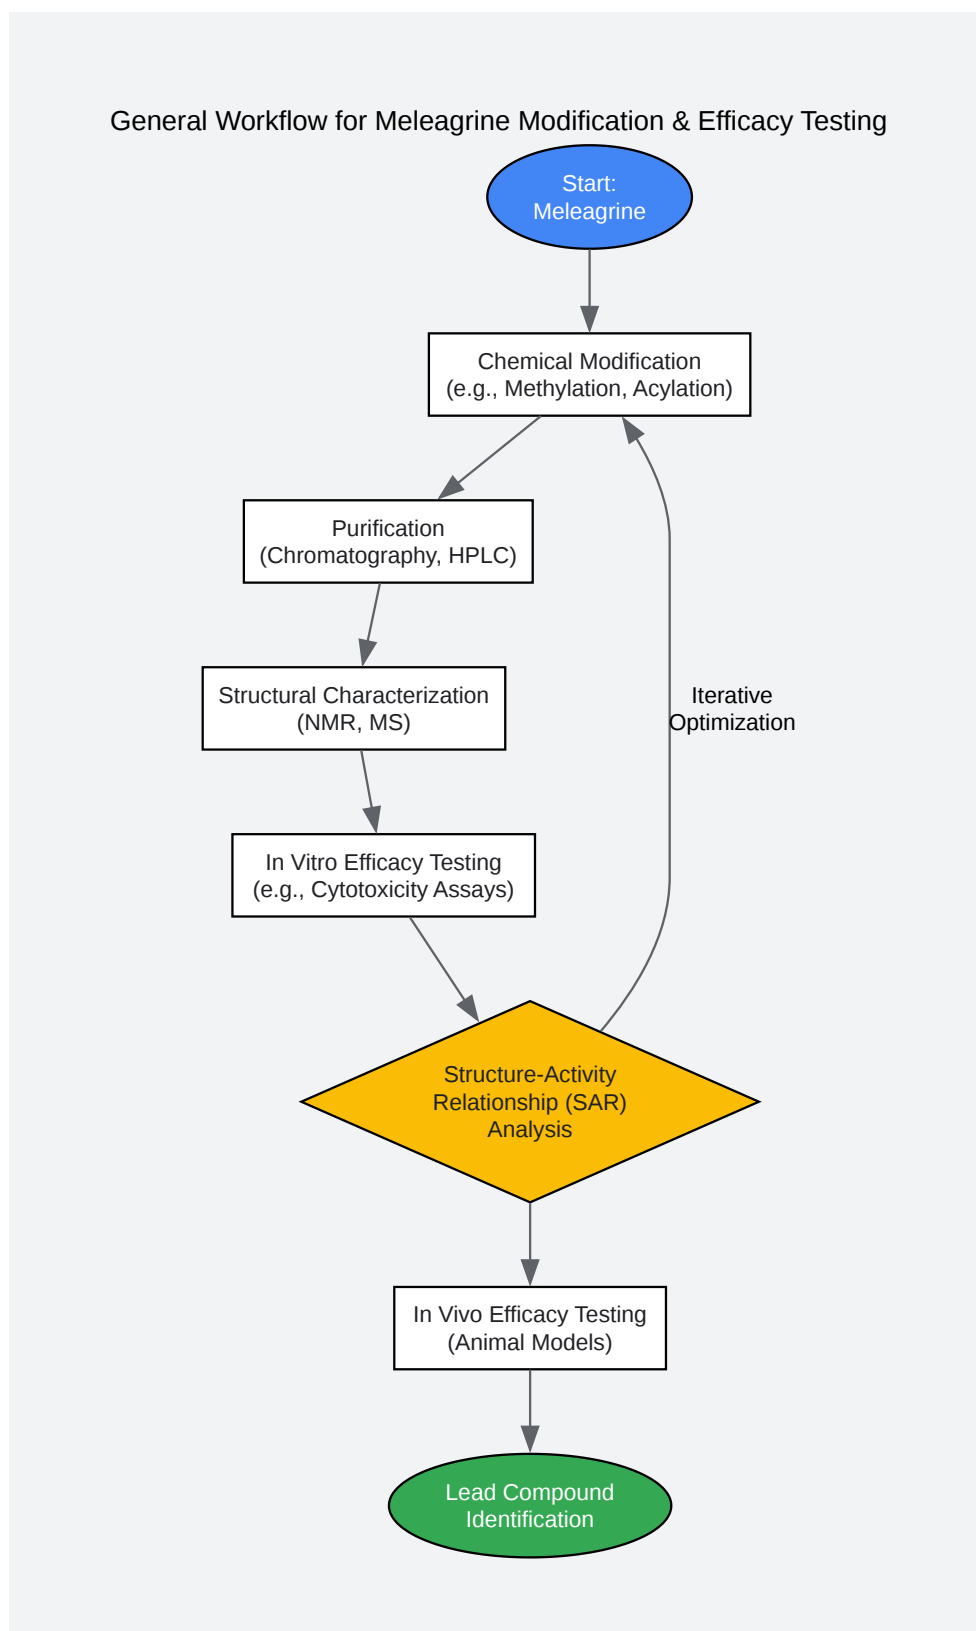 General Workflow for Meleagrine Modification & Efficacy Testing
Start:
Meleagrine
Chemical Modification
(e.g., Methylation, Acylation)
Purification
(Chromatography, HPLC)
Structural Characterization
(NMR, MS)
Iterative
Optimization
In Vitro Efficacy Testing
(e.g., Cytotoxicity Assays)
Structure-Activity
Relationship (SAR)
Analysis
In Vivo Efficacy Testing
(Animal Models)
Lead Compound
Identification